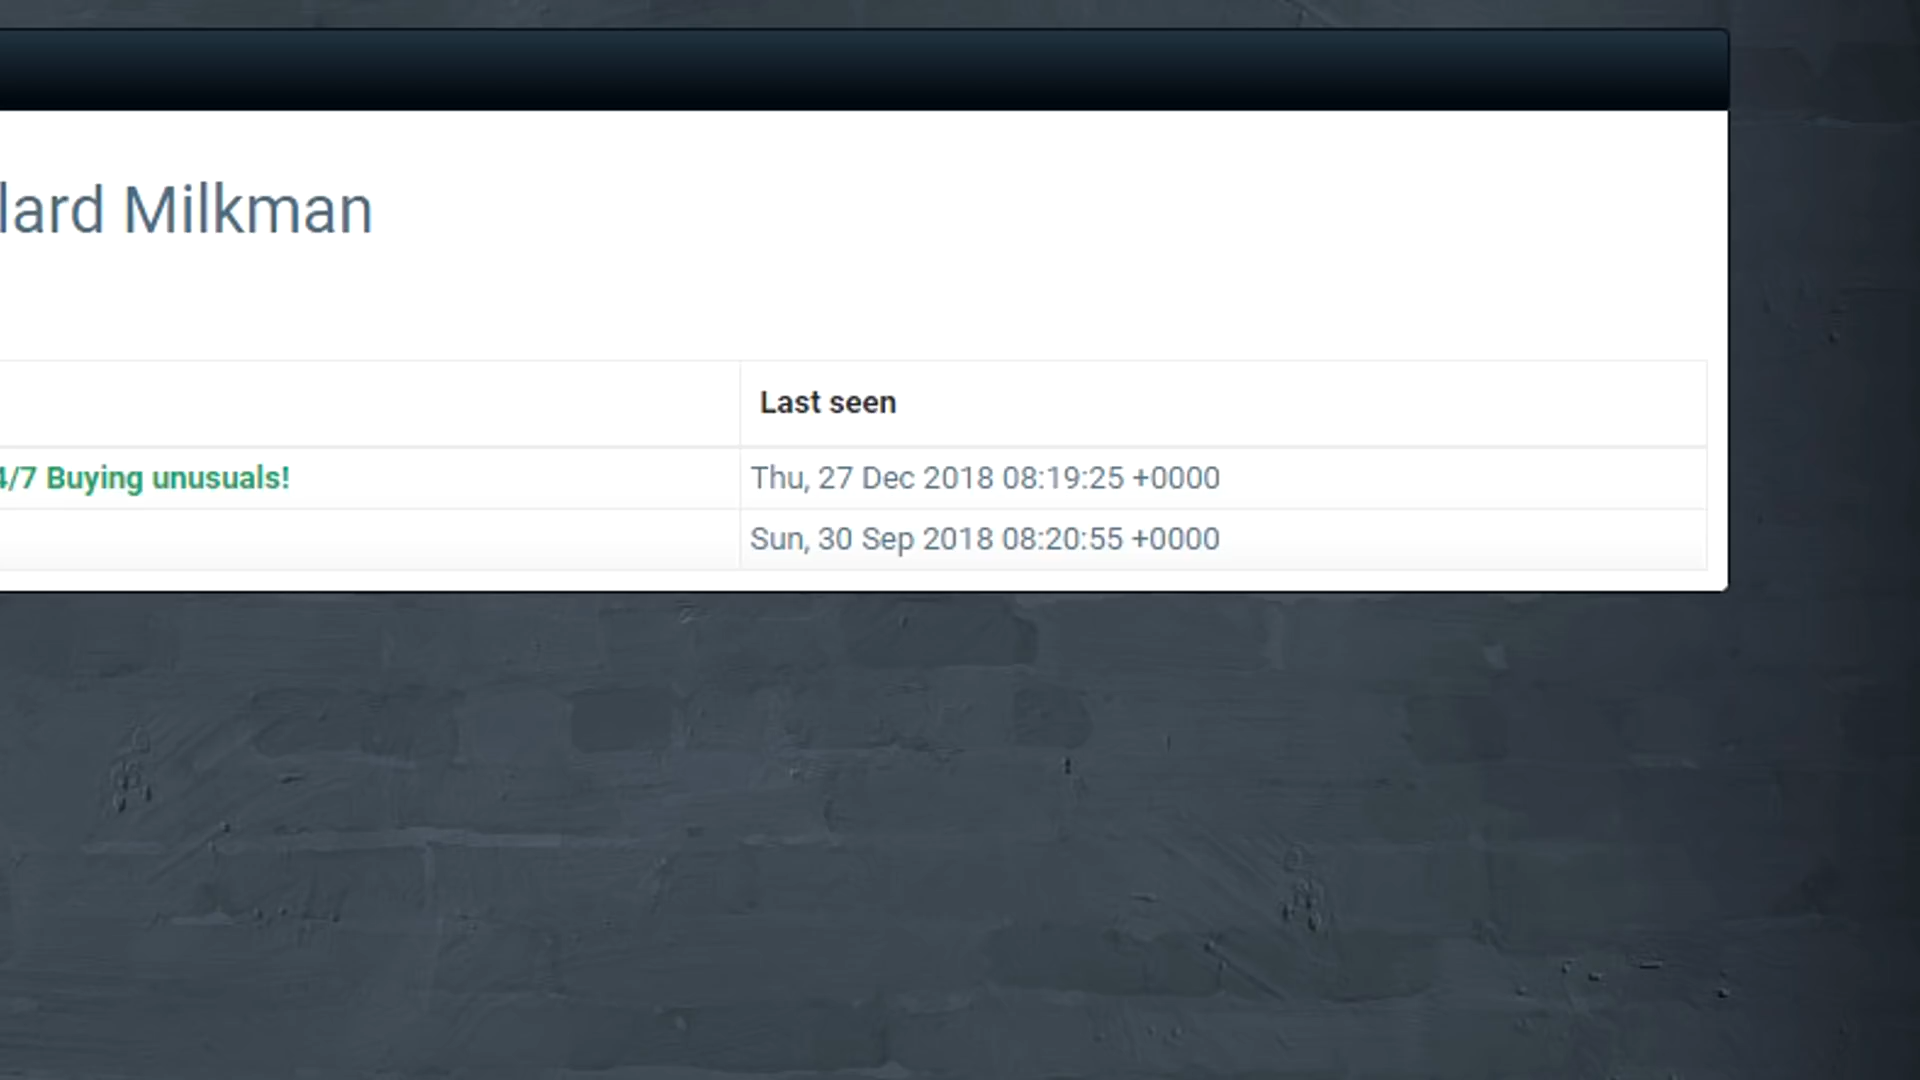 lard Milkman
Last seen
4/7 Buying unusuals!
Thu, 27 Dec 2018 08:19:25 +0000
Sun, 30 Sep 2018 08:20:55 +0000